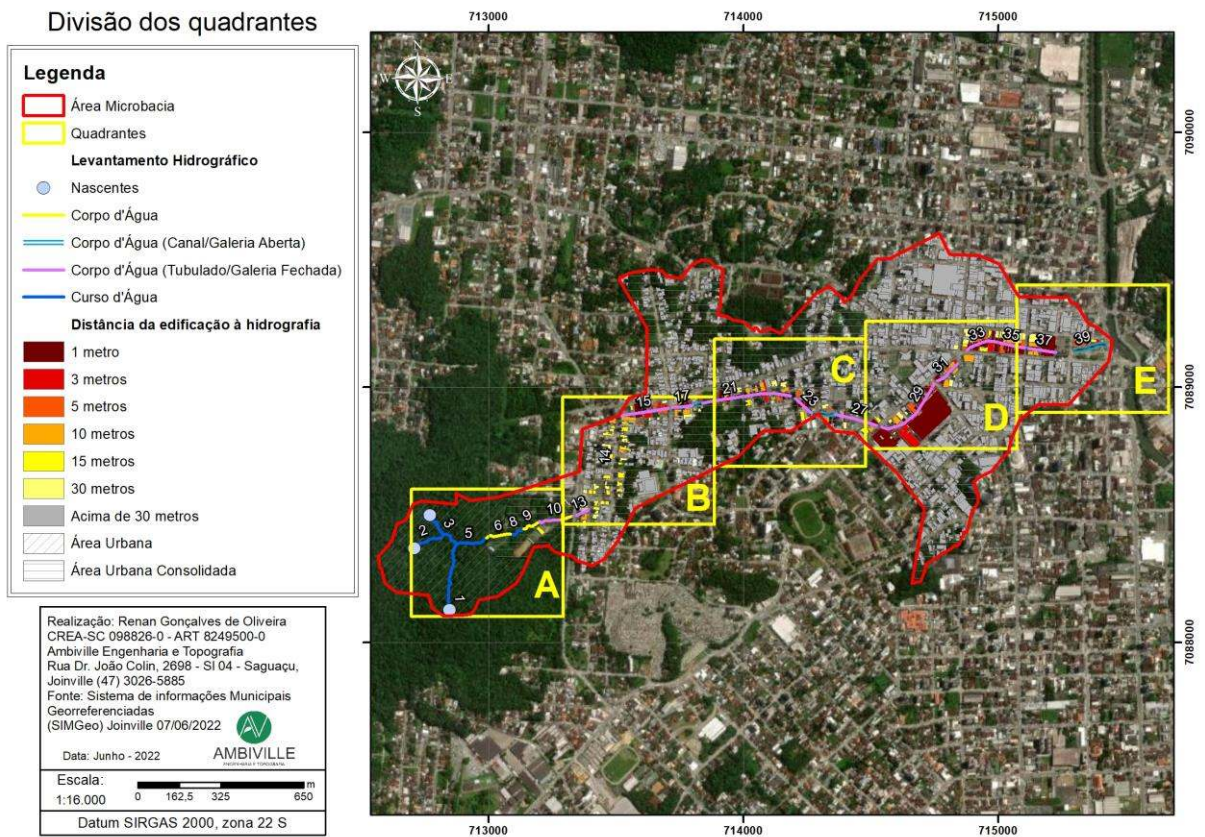 Divisão dos quadrantes
Legenda
Área Microbacia
Quadrantes
Levantamento Hidrográfico
Nascentes
Corpo d'Água
Corpo d'Água (Canal/Galeria Aberta)
Corpo d'Água (Tubulado/Galeria Fechada)
Curso d'Água
Distância da edificação à hidrografia
1 metro
3 metros
5 metros
10 metros
15 metros
30 metros
Acima de 30 metros
Área Urbana
Área Urbana Consolidada
Realização: Renan Gonçalves de Oliveira
CREA-SC 098826-0 - ART 8249500-0
Ambiville Engenharia e Topografia
Rua Dr. João Colin, 2698 - Sl 04 - Saguaçu,
Joinville (47) 3026-5885
Fonte: Sistema de informações Municipais
Georreferenciadas
(SIMGeo) Joinville 07/06/2022
Data: Junho - 2022
AMBIVILLE
ENGENHARIA E TOPOGRAFIA
Escala:
1:16.000
m
0 162,5 325 650
Datum SIRGAS 2000, zona 22 S
713000 714000 715000
N
W E
S
7090000
7089000
7088000
33 35 37 39
31
29
E
D
C
21
23
27
15 17
14
B
13
10
9
8
6
5
3
2
1
A
713000 714000 715000